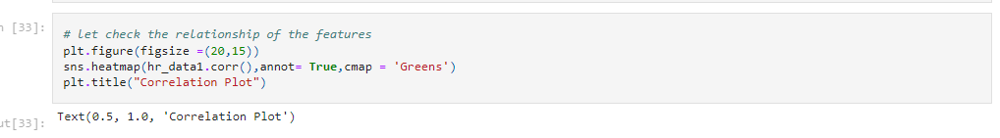 n [33]:
# let check the relationship of the features
plt.figure(figsize =(20,15))
sns.heatmap(hr_data1.corr(),annot= True,cmap = 'Greens')
plt.title("Correlation Plot")
ut[33]:
Text(0.5, 1.0, 'Correlation Plot')